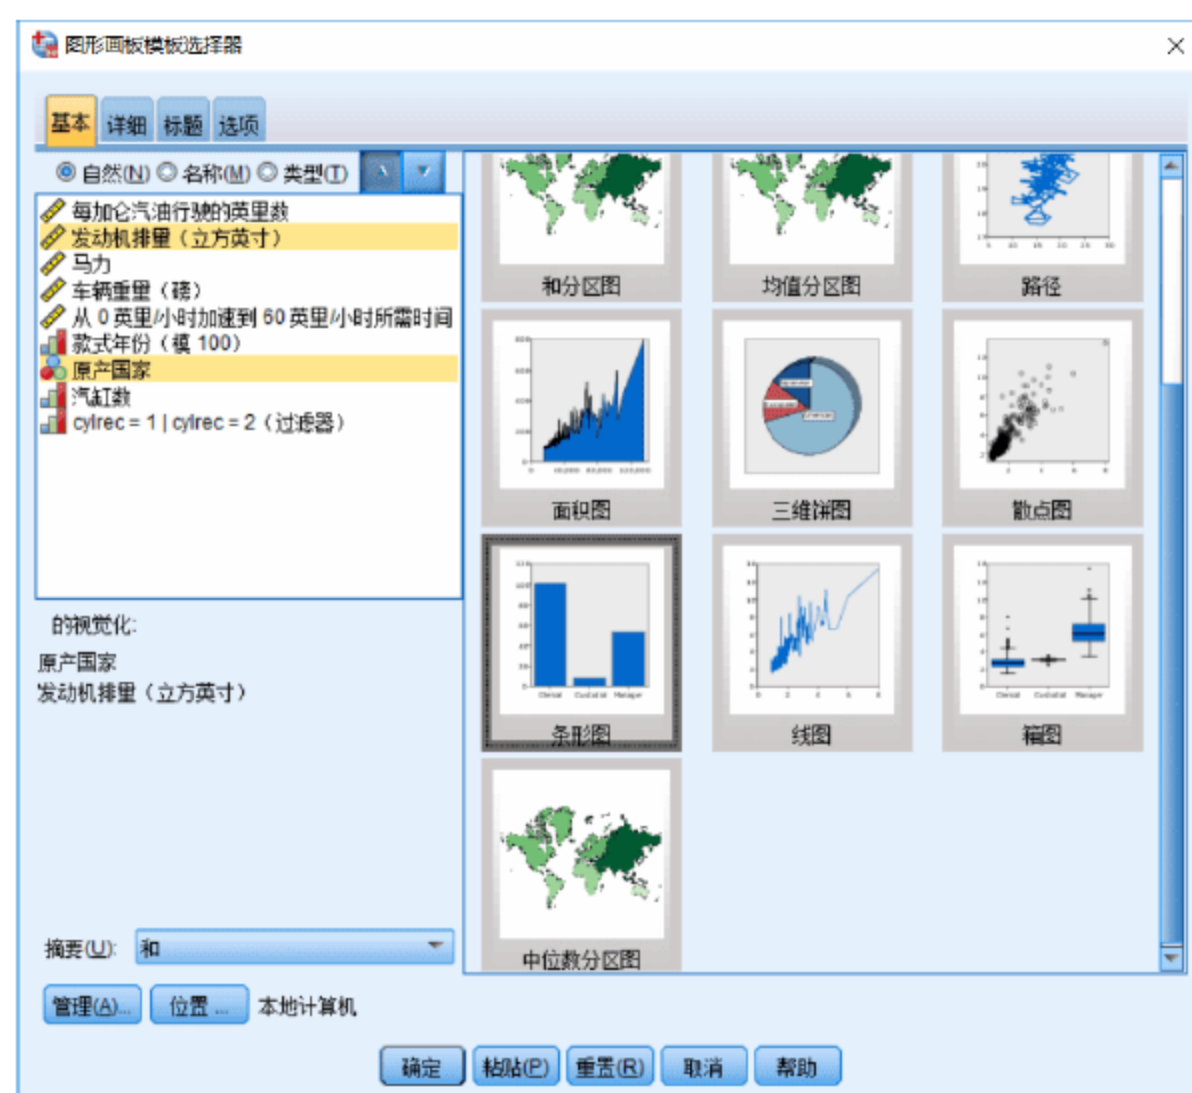 图形画板模板选择器
基本 详细 标题 选项
自然(N) 名称(M) 类型(T)
每加仑汽油行驶的英里数
发动机排量（立方英寸）
马力
车辆重量（磅）
从 0 英里/小时加速到 60 英里/小时所需时间
款式年份（模 100）
原产国家
汽缸数
cylrec = 1 | cylrec = 2（过滤器）
的视觉化:
原产国家
发动机排量（立方英寸）
摘要(U): 和
管理(A)... 位置 ... 本地计算机
和分区图 均值分区图 路径
面积图 三维饼图 散点图
Clerical Custodial Manager
条形图 线图 箱图
中位数分区图
确定 粘贴(P) 重置(R) 取消 帮助